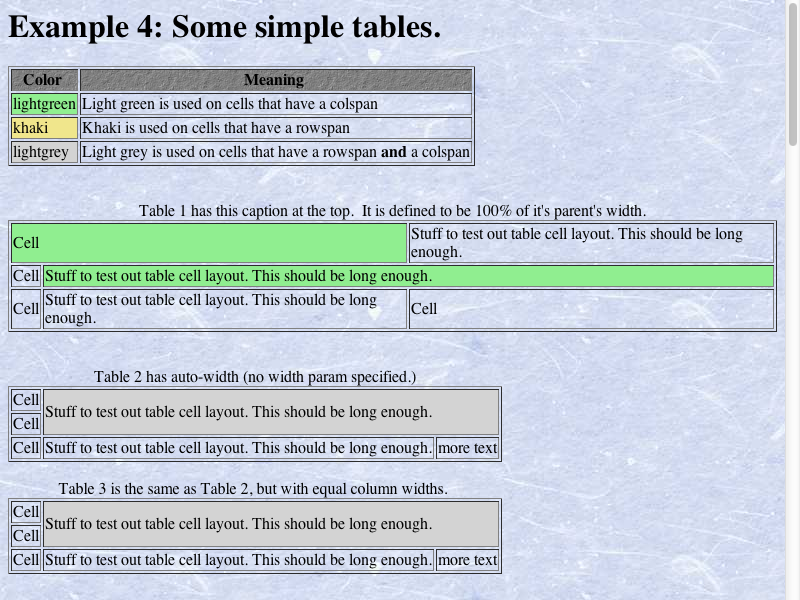 Example 4: Some simple tables.
Color Meaning
lightgreen Light green is used on cells that have a colspan
khaki Khaki is used on cells that have a rowspan
lightgrey Light grey is used on cells that have a rowspan and a colspan
Table 1 has this caption at the top.  It is defined to be 100% of it's parent's width.
Cell Stuff to test out table cell layout. This should be long
enough.
Cell Stuff to test out table cell layout. This should be long enough.
Cell Stuff to test out table cell layout. This should be long
enough. Cell
Table 2 has auto-width (no width param specified.)
Cell Stuff to test out table cell layout. This should be long enough.
Cell
Cell Stuff to test out table cell layout. This should be long enough. more text
Table 3 is the same as Table 2, but with equal column widths.
Cell Stuff to test out table cell layout. This should be long enough.
Cell
Cell Stuff to test out table cell layout. This should be long enough. more text